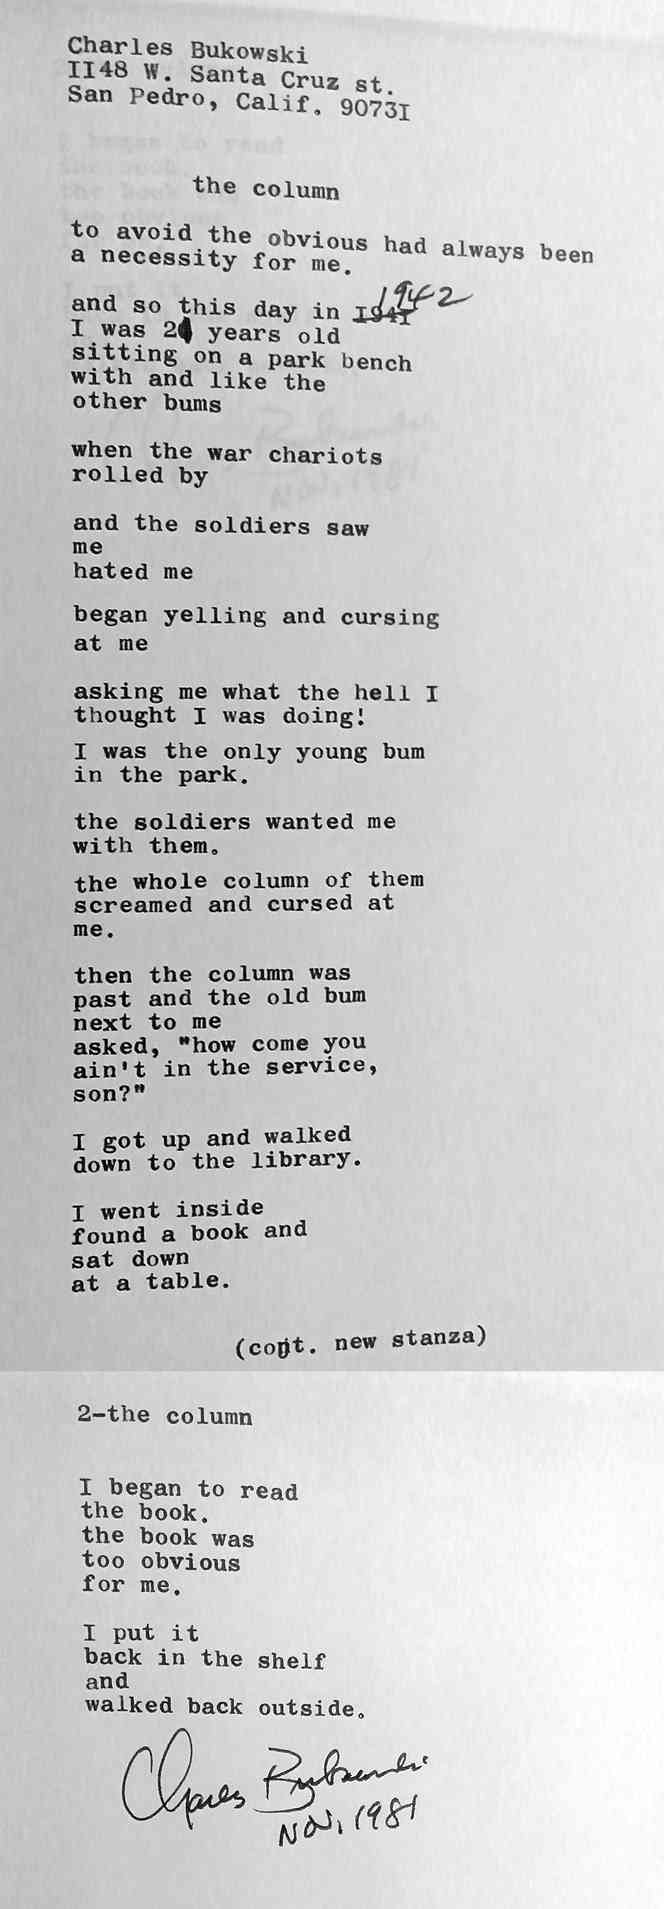 Charles Bukowski
II48 W. Santa Cruz st.
San Pedro, Calif. 9073I
the column
to avoid the obvious had always been
a necessity for me.
and so this day in I94I 1942
I was 21 years old
sitting on a park bench
with and like the
other bums
when the war chariots
rolled by
and the soldiers saw
me
hated me
began yelling and cursing
at me
asking me what the hell I
thought I was doing!
I was the only young bum
in the park.
the soldiers wanted me
with them.
the whole column of them
screamed and cursed at
me.
then the column was
past and the old bum
next to me
asked, "how come you
ain't in the service,
son?"
I got up and walked
down to the library.
I went inside
found a book and
sat down
at a table.
(cont. new stanza)
2-the column
I began to read
the book.
the book was
too obvious
for me.
I put it
back in the shelf
and
walked back outside.
Charles Bukowski
NOV, 1981